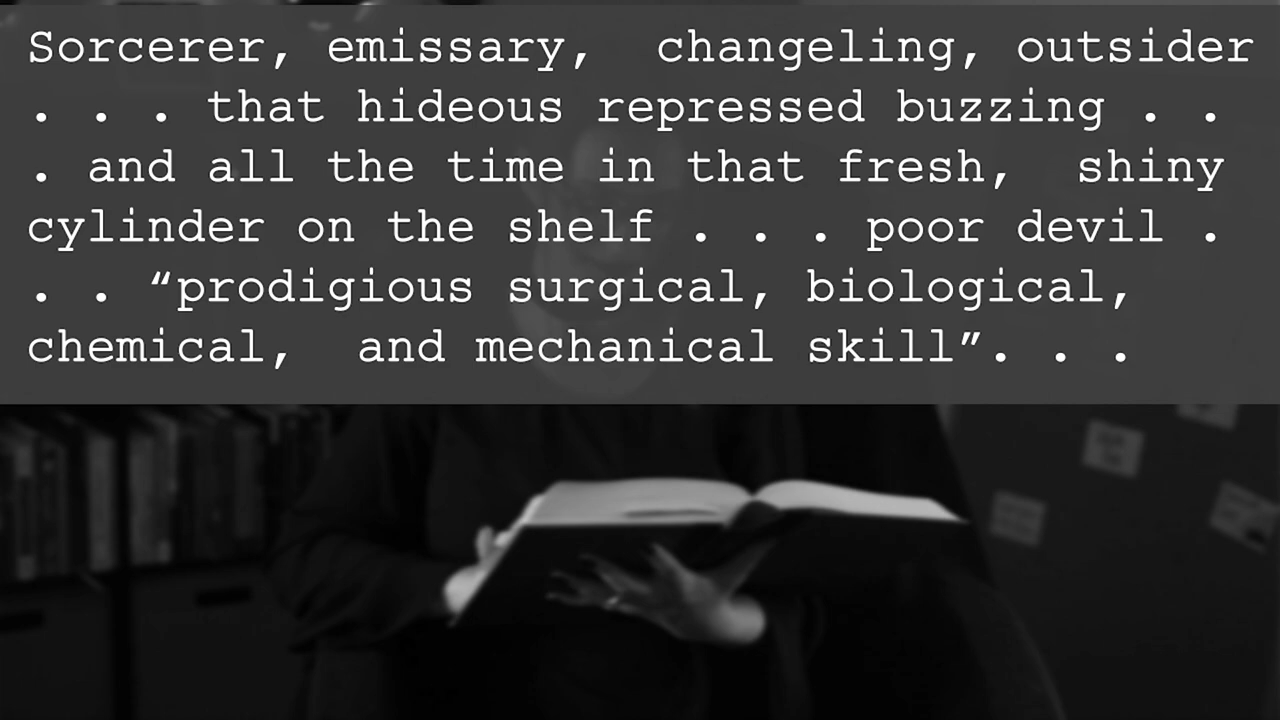 Sorcerer, emissary,  changeling, outsider
. . . that hideous repressed buzzing . .
. and all the time in that fresh,  shiny
cylinder on the shelf . . . poor devil .
. . “prodigious surgical, biological,
chemical,  and mechanical skill”. . .